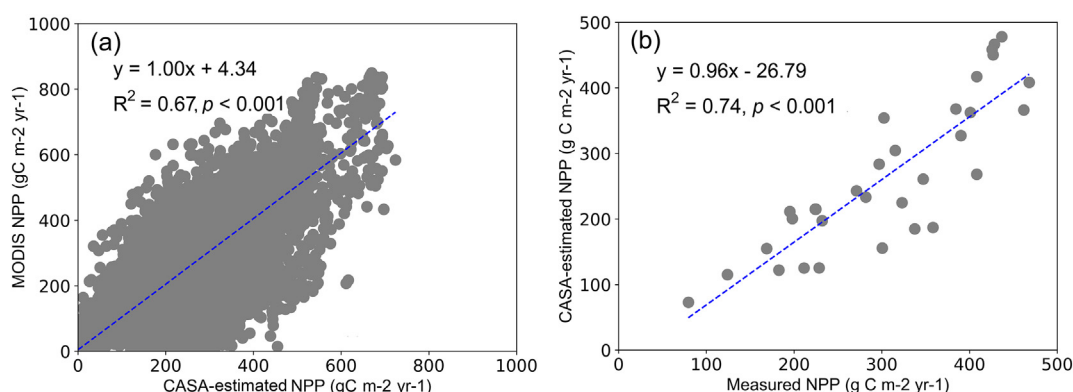 (a)
y = 1.00x + 4.34
R² = 0.67, p < 0.001
MODIS NPP (gC m-2 yr-1)
1000
800
600
400
200
0
0 200 400 600 800 1000
CASA-estimated NPP (gC m-2 yr-1)
(b)
y = 0.96x - 26.79
R² = 0.74, p < 0.001
CASA-estimated NPP (g C m-2 yr-1)
500
400
300
200
100
0
0 100 200 300 400 500
Measured NPP (g C m-2 yr-1)